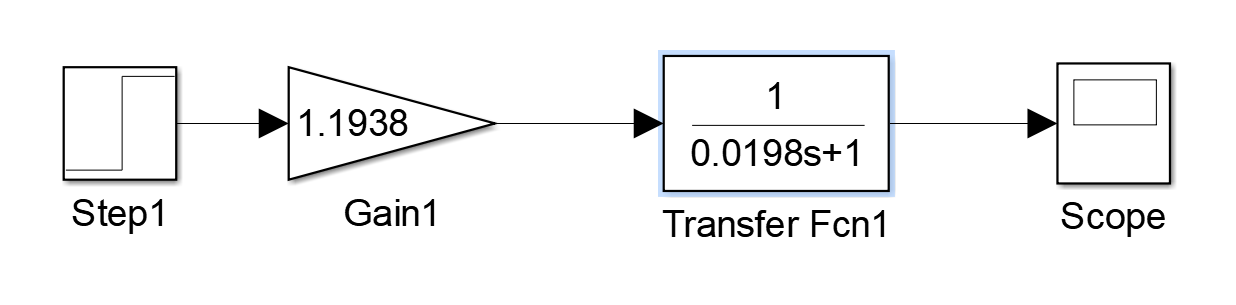 1.1938
1
0.0198s+1
Step1
Gain1
Transfer Fcn1
Scope